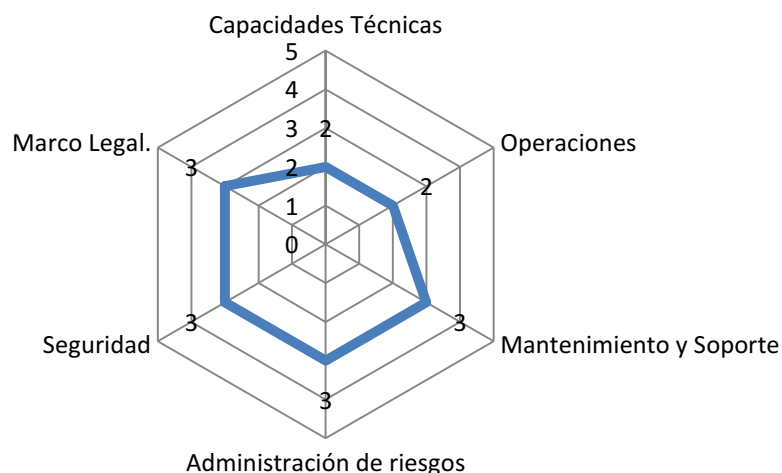 Capacidades Técnicas
5
4
3 2
Marco Legal.
Operaciones
3
2
2
1
0
3
3
Seguridad
Mantenimiento y Soporte
3
Administración de riesgos